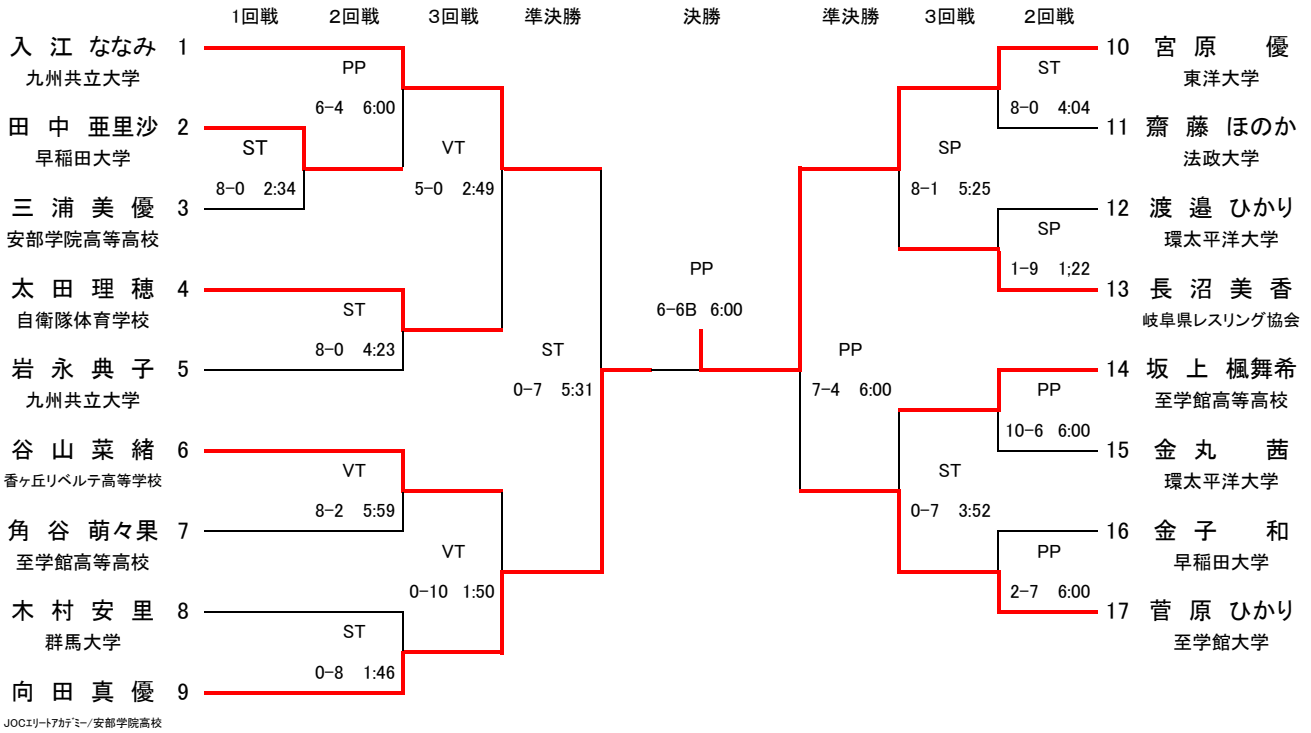 1回戦 2回戦 3回戦 準決勝 決勝 準決勝 3回戦 2回戦
入 江 ななみ 1
九州共立大学
PP
6-4 6:00
田 中 亜里沙 2
早稲田大学
ST
8-0 2:34
三 浦 美 優 3
安部学院高等高校
VT
5-0 2:49
太 田 理 穂 4
自衛隊体育学校
ST
8-0 4:23
岩 永 典 子 5
九州共立大学
ST
0-7 5:31
谷 山 菜 緒 6
香ヶ丘リベルテ高等学校
VT
8-2 5:59
角 谷 萌々果 7
至学館高等高校
VT
0-10 1:50
木 村 安 里 8
群馬大学
ST
0-8 1:46
向 田 真 優 9
JOCエリートアカデミー/安部学院高校
PP
6-6B 6:00
10 宮 原 優
東洋大学
ST
8-0 4:04
11 齋 藤 ほのか
法政大学
SP
8-1 5:25
12 渡 邉 ひかり
環太平洋大学
SP
1-9 1;22
13 長 沼 美 香
岐阜県レスリング協会
PP
7-4 6:00
14 坂 上 楓舞希
至学館高等高校
PP
10-6 6:00
15 金 丸 茜
環太平洋大学
ST
0-7 3:52
16 金 子 和
早稲田大学
PP
2-7 6:00
17 菅 原 ひかり
至学館大学